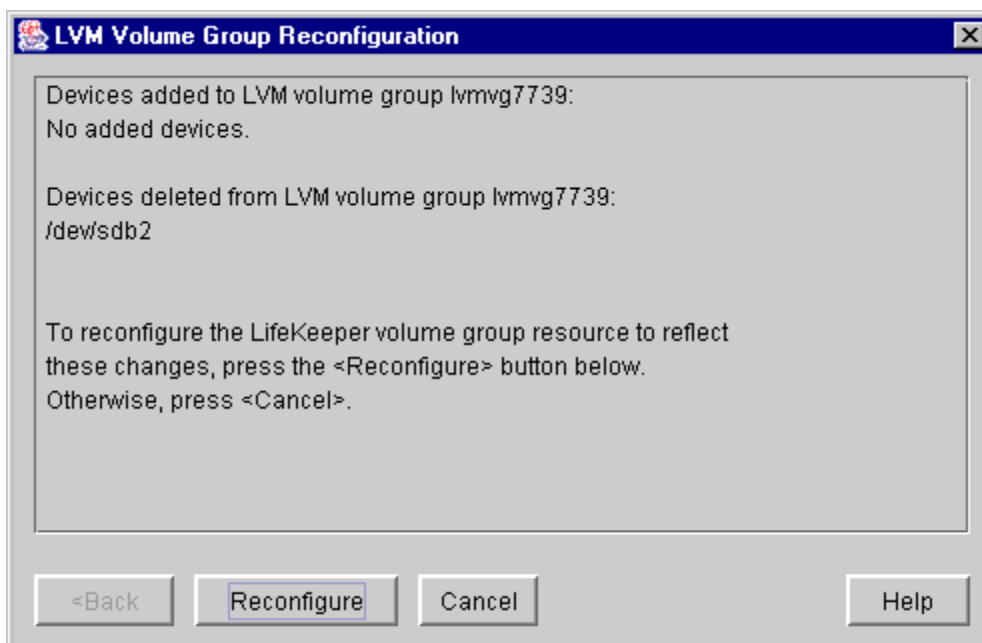 LVM Volume Group Reconfiguration
Devices added to LVM volume group lvmvg7739:
No added devices.
Devices deleted from LVM volume group lvmvg7739:
/dev/sdb2
To reconfigure the LifeKeeper volume group resource to reflect
these changes, press the <Reconfigure> button below.
Otherwise, press <Cancel>.
<Back Reconfigure Cancel Help